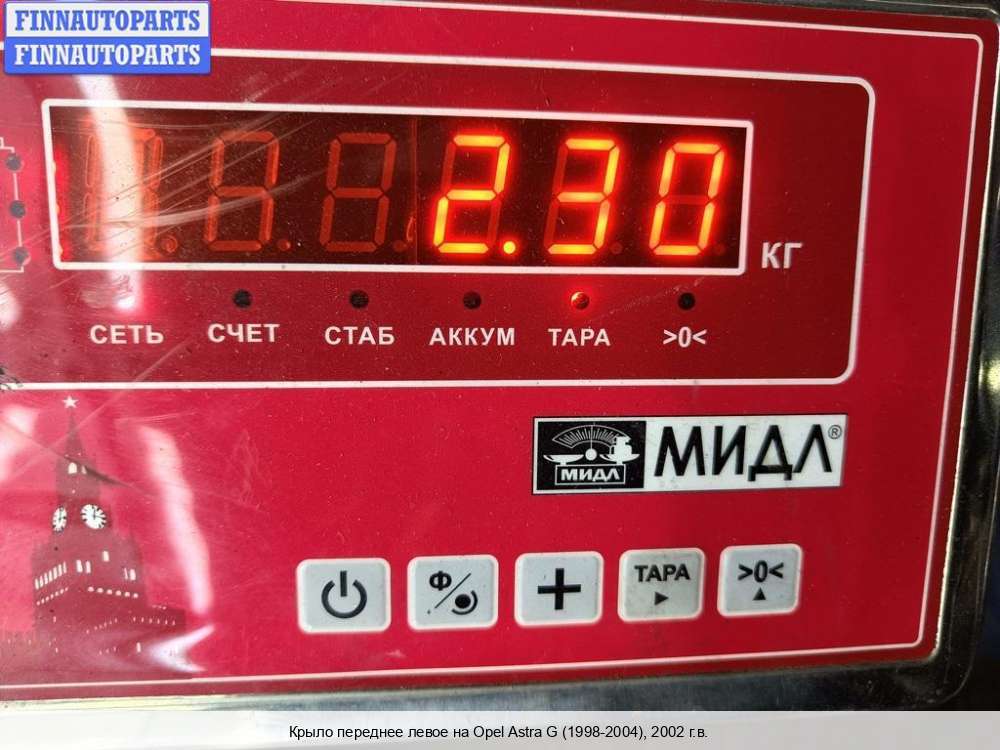 FINNAUTOPARTS
FINNAUTOPARTS
2.30
КГ
СЕТЬ СЧЕТ СТАБ АККУМ ТАРА >0<
МИДЛ МИДЛ®
Ф ТАРА >0<
Крыло переднее левое на Opel Astra G (1998-2004), 2002 г.в.